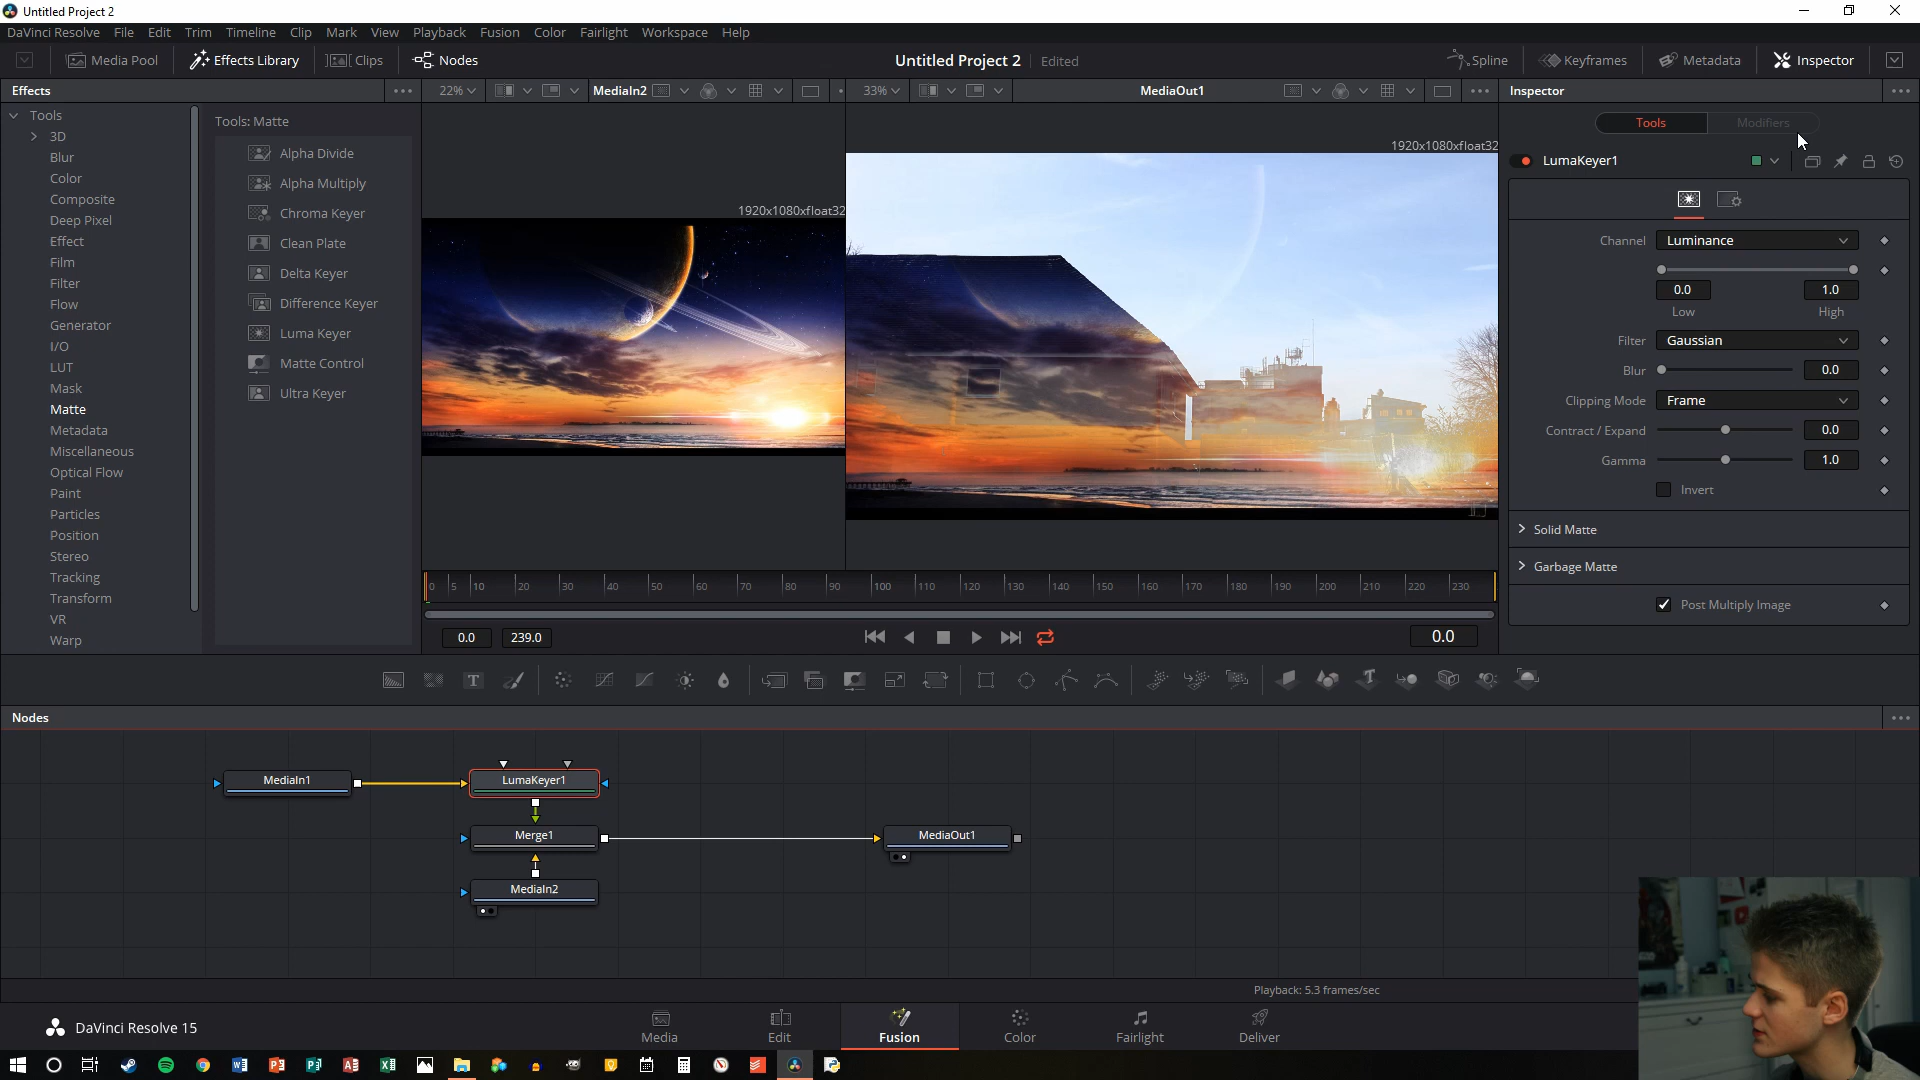 Untitled Project 2
DaVinci Resolve File Edit Trim Timeline Clip Mark View Playback Fusion Color Fairlight Workspace Help
Media Pool Effects Library Clips Nodes Untitled Project 2 Edited Spline Keyframes Metadata Inspector
Effects 22% MediaIn2 33% MediaOut1 Inspector
Tools
3D
Blur
Color
Composite
Deep Pixel
Effect
Film
Filter
Flow
Generator
I/O
LUT
Mask
Matte
Metadata
Miscellaneous
Optical Flow
Paint
Particles
Position
Stereo
Tracking
Transform
VR
Warp
Tools: Matte
Alpha Divide
Alpha Multiply
Chroma Keyer
Clean Plate
Delta Keyer
Difference Keyer
Luma Keyer
Matte Control
Ultra Keyer
1920x1080xfloat32
1920x1080xfloat32
Tools Modifiers
LumaKeyer1
Channel Luminance
0.0 1.0
Low High
Filter Gaussian
Blur 0.0
Clipping Mode Frame
Contract / Expand 0.0
Gamma 1.0
Invert
Solid Matte
Garbage Matte
Post Multiply Image
0 5 10 20 30 40 50 60 70 80 90 100 110 120 130 140 150 160 170 180 190 200 210 220 230
0.0 239.0 0.0
T T
Nodes
MediaIn1 LumaKeyer1
Merge1 MediaOut1
MediaIn2
Playback: 5.3 frames/sec
DaVinci Resolve 15 Media Edit Fusion Color Fairlight Deliver